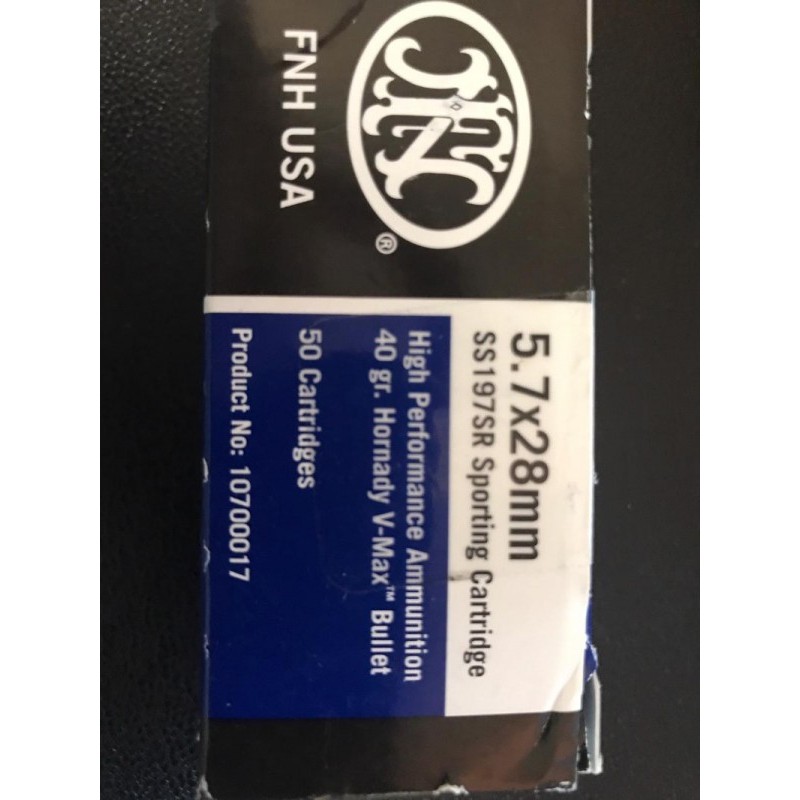 FN®
FNH USA
5.7x28mm
SS197SR Sporting Cartridge
High Performance Ammunition
40 gr. Hornady V-Max™ Bullet
50 Cartridges
Product No: 10700017